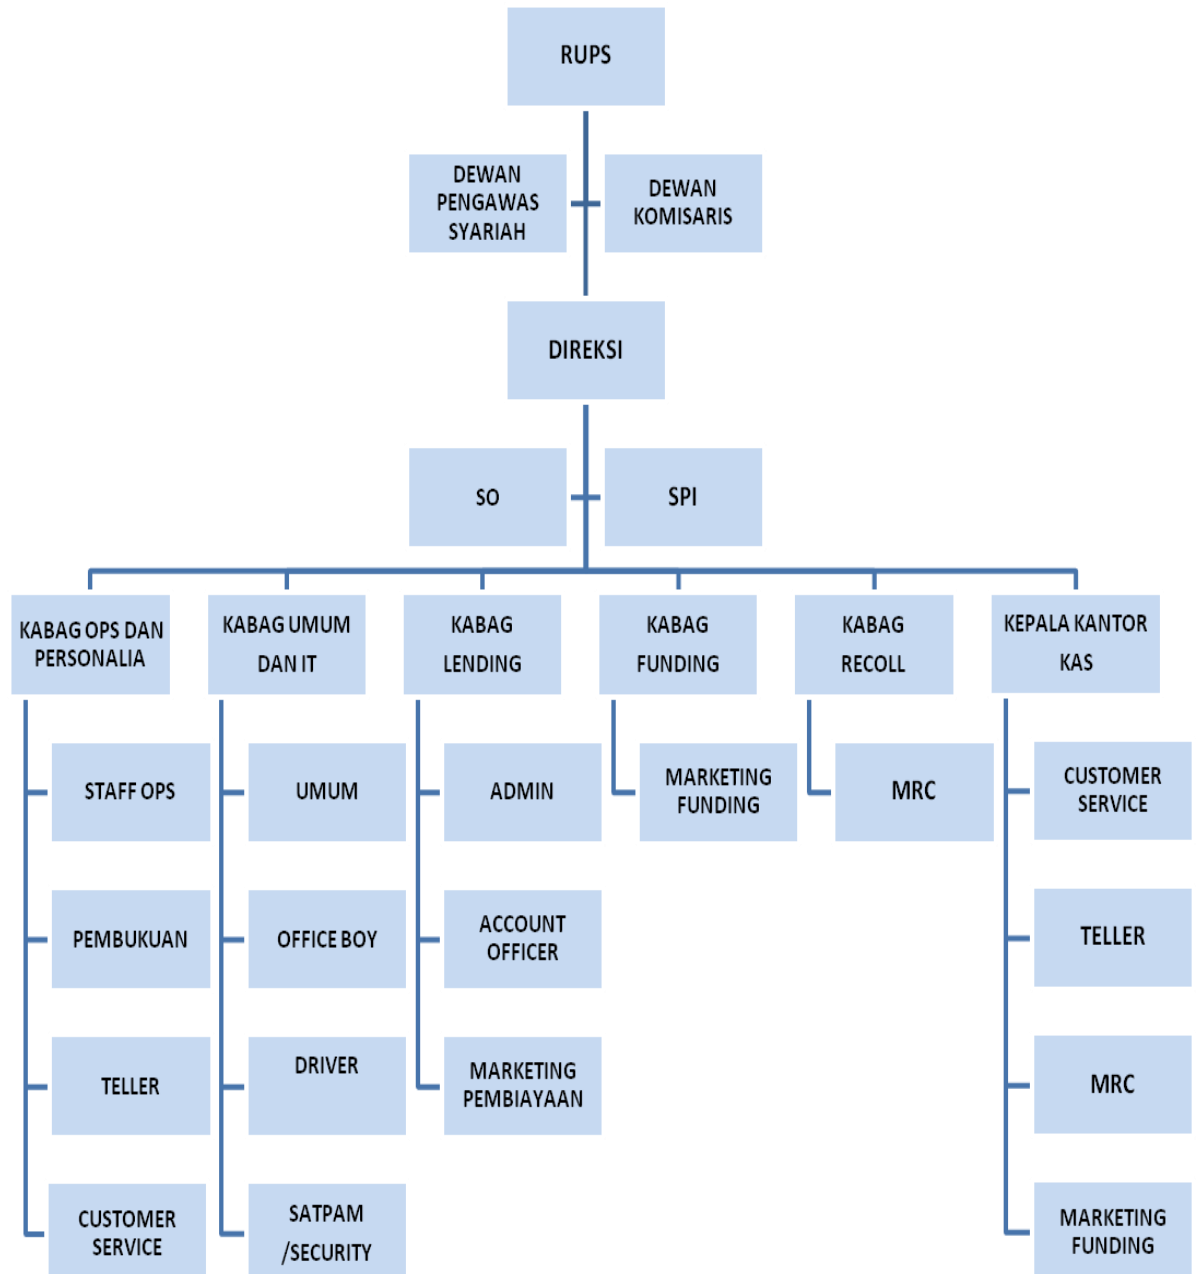 RUPS
DEWAN
PENGAWAS
SYARIAH
DEWAN
KOMISARIS
DIREKSI
SO
SPI
KABAG OPS DAN
PERSONALIA
KABAG UMUM
DAN IT
KABAG
LENDING
KABAG
FUNDING
KABAG
RECOLL
KEPALA KANTOR
KAS
STAFF OPS
PEMBUKUAN
TELLER
CUSTOMER
SERVICE
UMUM
OFFICE BOY
DRIVER
SATPAM
/SECURITY
ADMIN
ACCOUNT
OFFICER
MARKETING
PEMBIAYAAN
MARKETING
FUNDING
MRC
CUSTOMER
SERVICE
TELLER
MRC
MARKETING
FUNDING